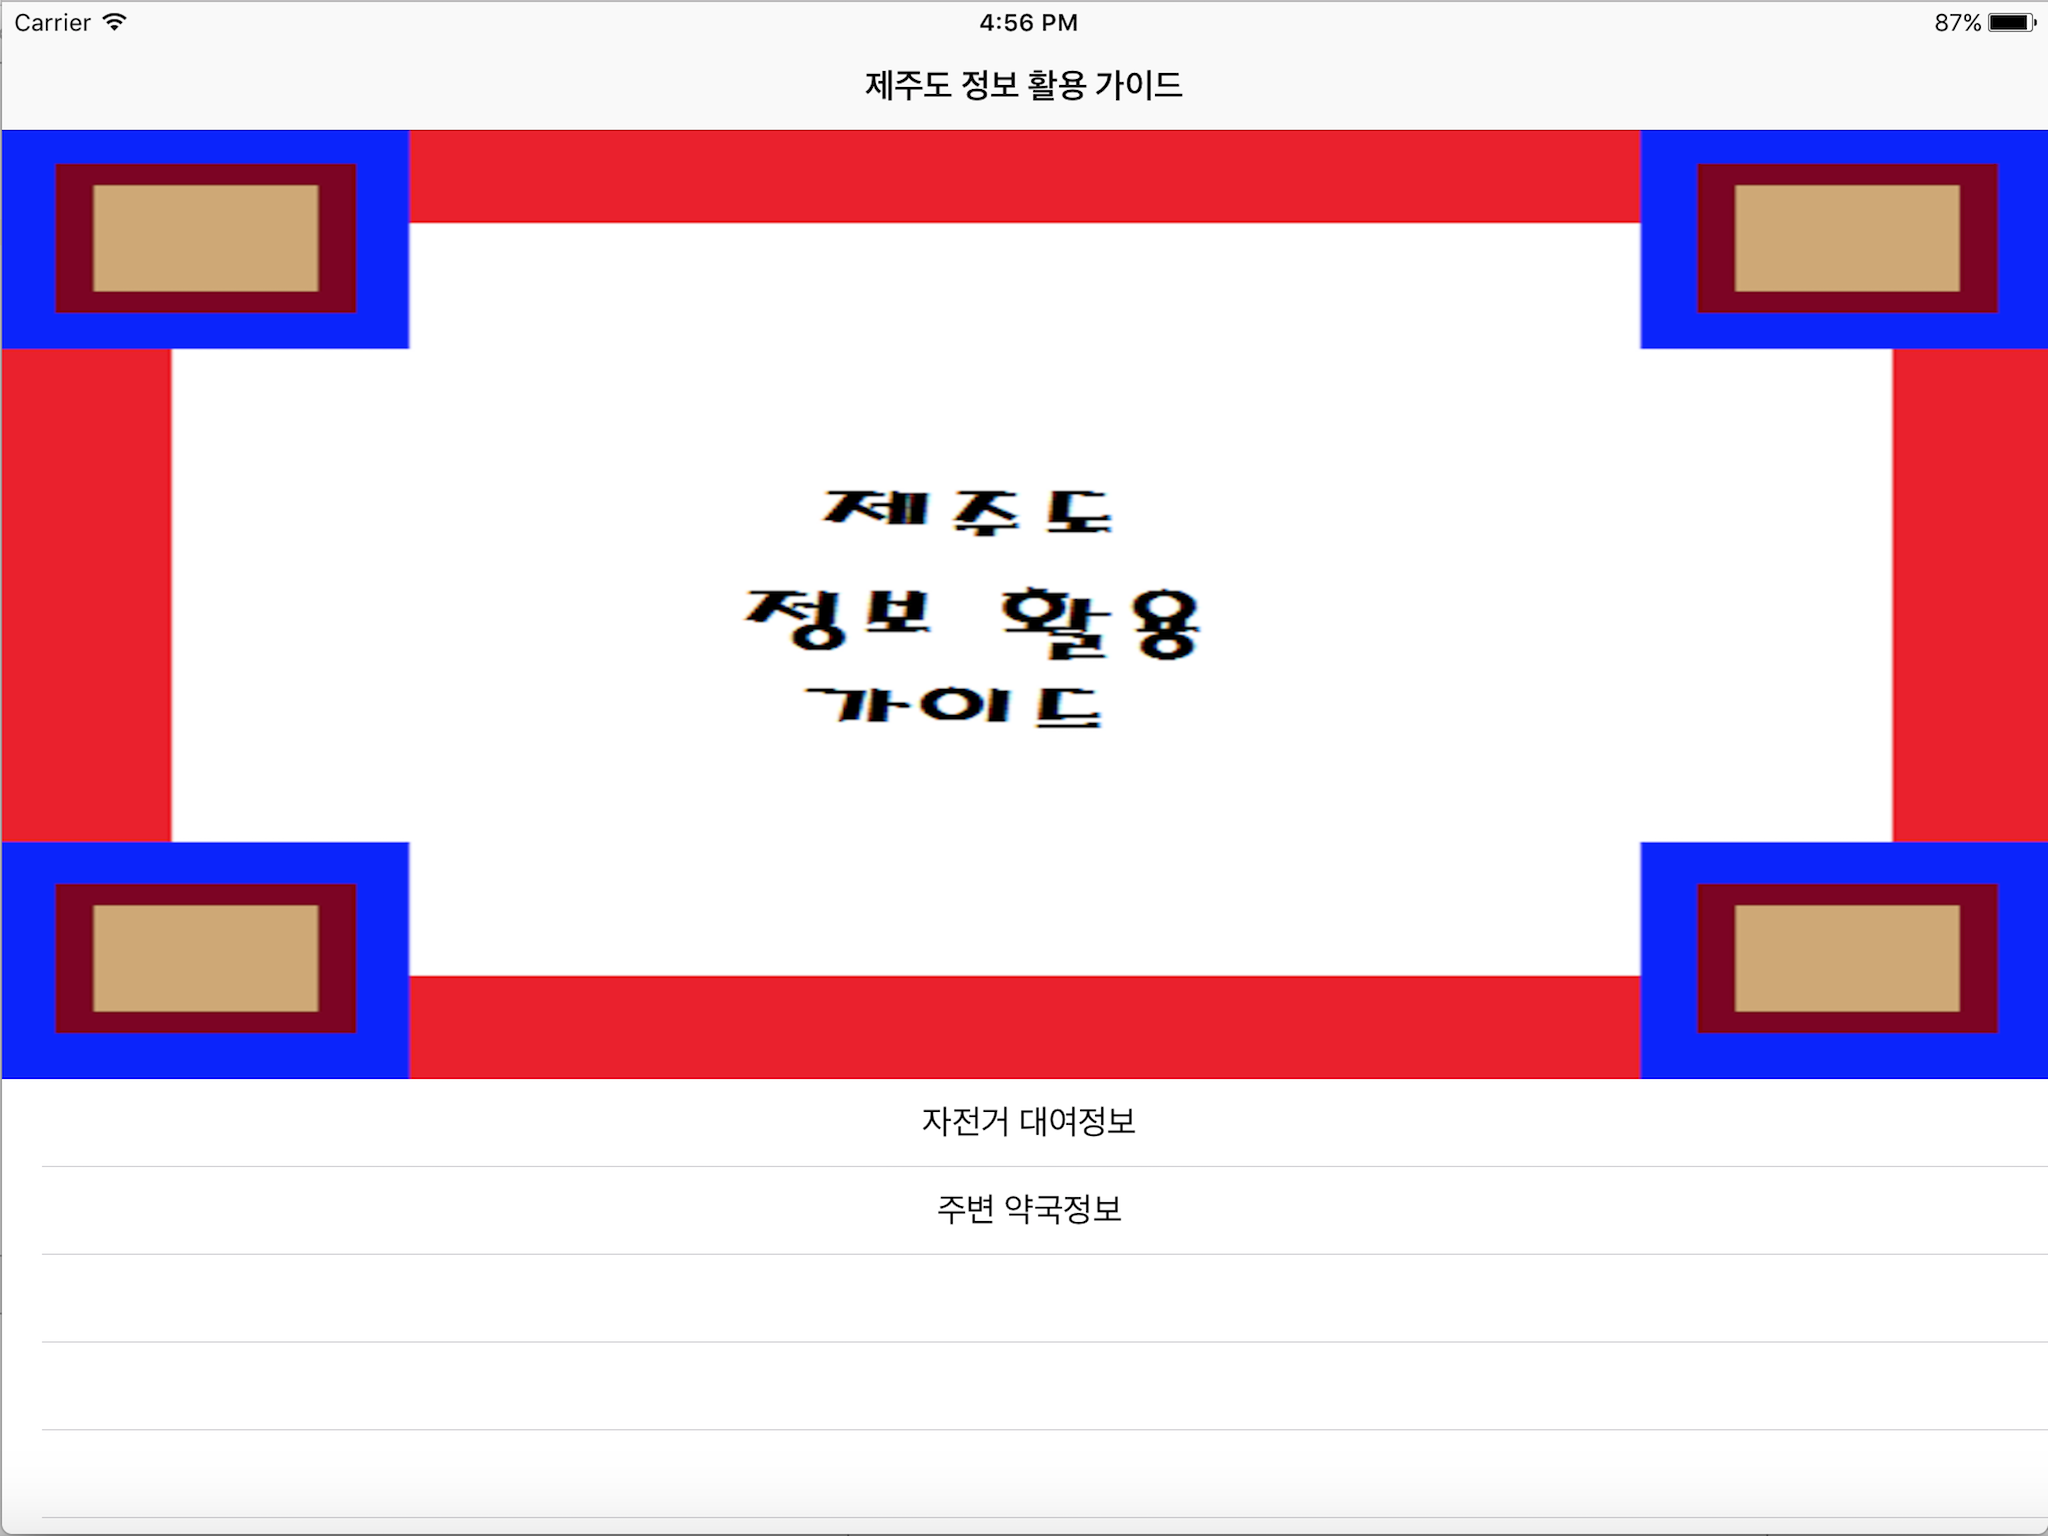 Carrier 4:56 PM 87%
제주도 정보 활용 가이드
제주도
정보 활용
가이드
자전거 대여정보
주변 약국정보